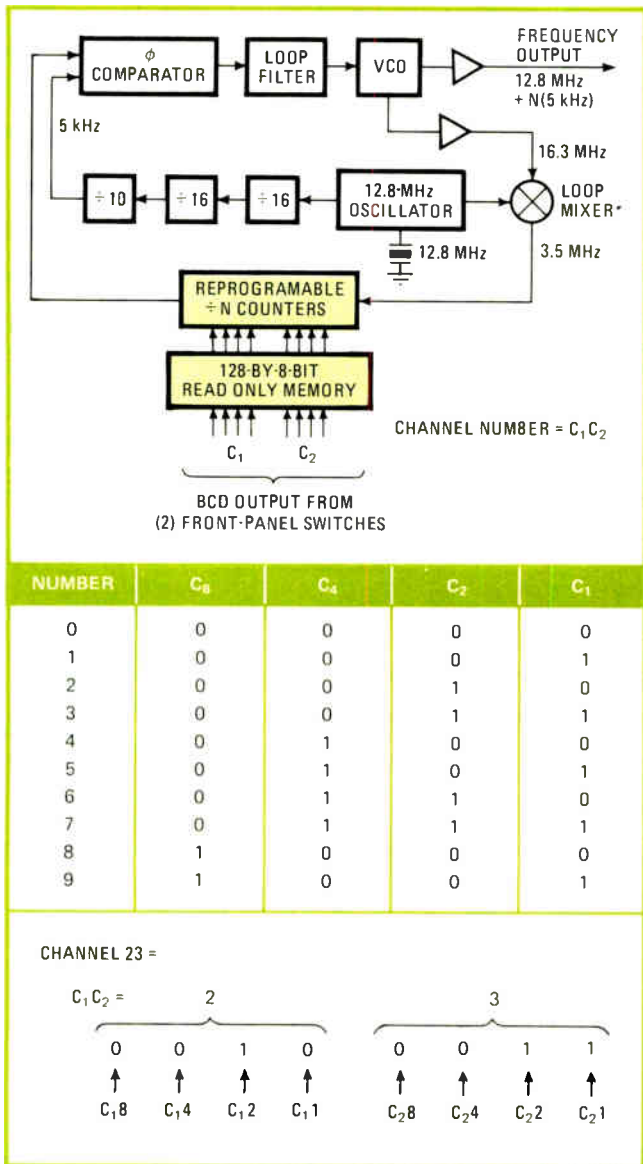 FREQUENCY
OUTPUT
12.8 MHz
+ N(5 kHz)
ϕ
COMPARATOR
LOOP
FILTER
VCO
5 kHz
16.3 MHz
÷10
÷16
÷16
12.8-MHz
OSCILLATOR
LOOP
MIXER*
12.8 MHz
3.5 MHz
REPROGRAMABLE
÷N COUNTERS
128-BY-8-BIT
READ ONLY MEMORY
C₁ C₂
CHANNEL NUM8ER = C₁C₂
BCD OUTPUT FROM
(2) FRONT-PANEL SWITCHES
NUMBER C₈ C₄ C₂ C₁
0 0 0 0 0
1 0 0 0 1
2 0 0 1 0
3 0 0 1 1
4 0 1 0 0
5 0 1 0 1
6 0 1 1 0
7 0 1 1 1
8 1 0 0 0
9 1 0 0 1
CHANNEL 23 =
C₁C₂ = 2 3
0 0 1 0 0 0 1 1
C₁8 C₁4 C₁2 C₁1 C₂8 C₂4 C₂2 C₂1